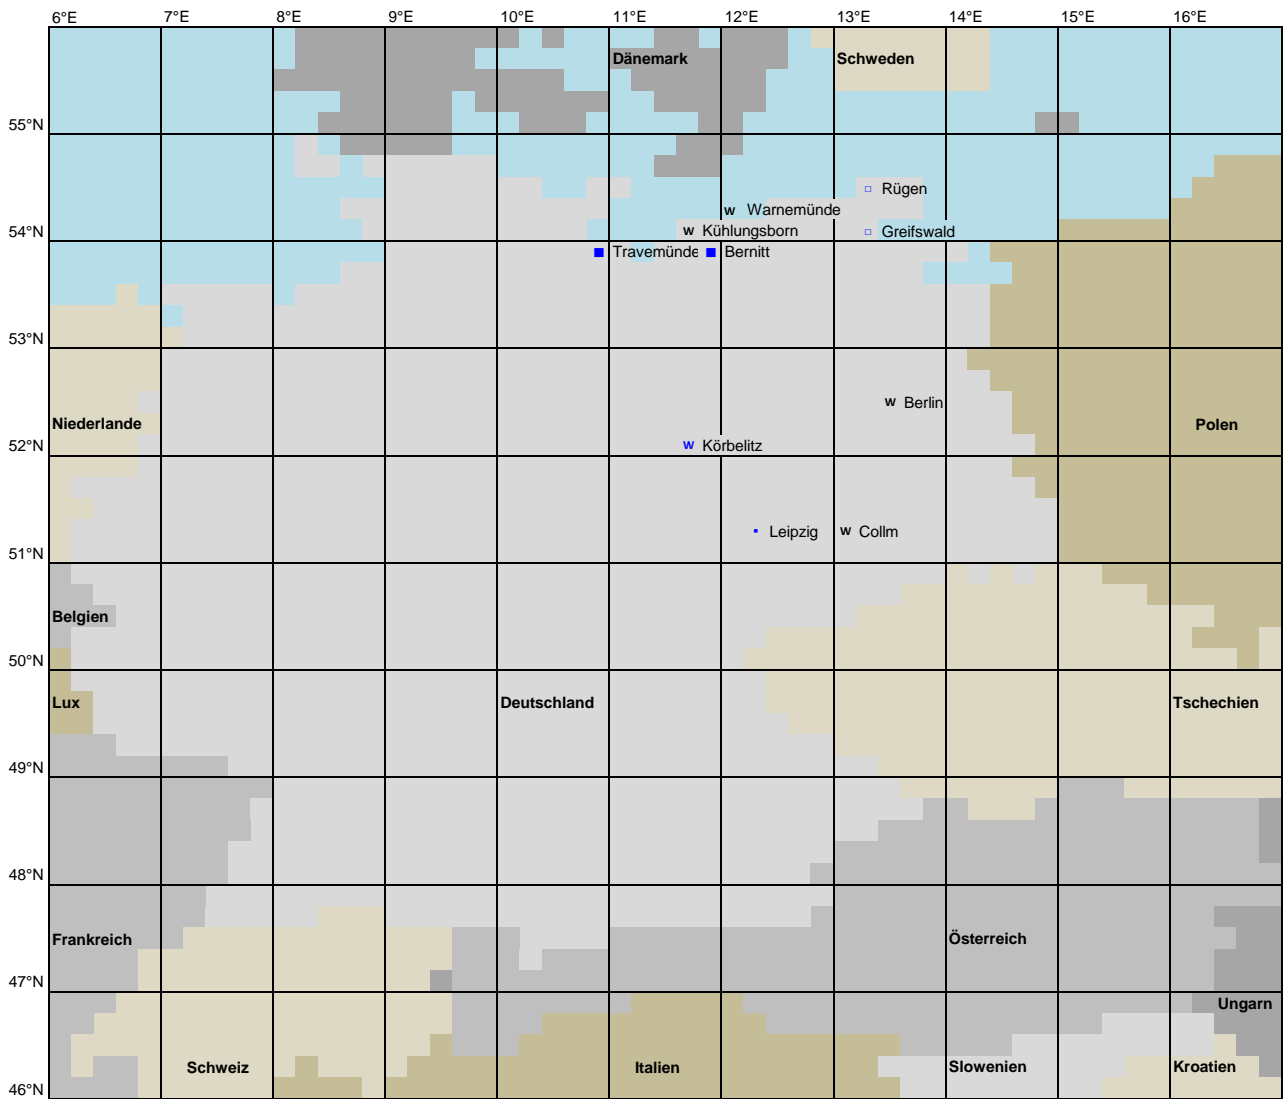 6°E 7°E 8°E 9°E 10°E 11°E 12°E 13°E 14°E 15°E 16°E
Dänemark Schweden
55°N
Rügen
w Warnemünde
54°N w Kühlungsborn Greifswald
Travemünde Bernitt
53°N
w Berlin
Niederlande Polen
52°N w Körbelitz
Leipzig w Collm
51°N
Belgien
50°N
Lux Deutschland Tschechien
49°N
48°N
Frankreich Österreich
47°N
Ungarn
Schweiz Italien Slowenien Kroatien
46°N